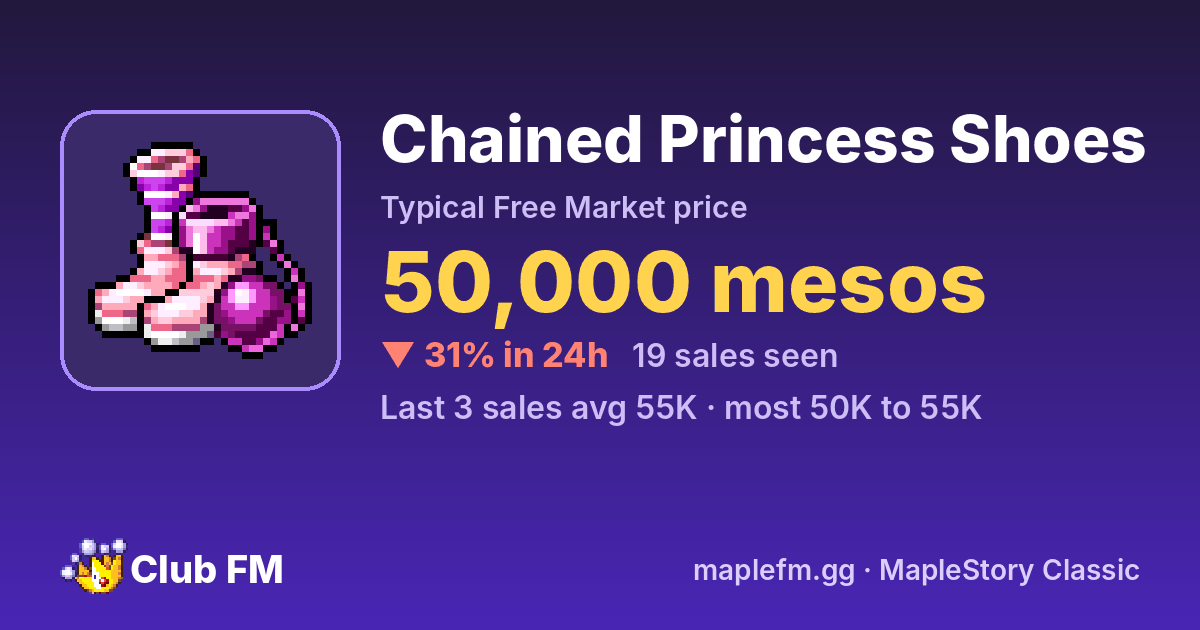 Chained Princess Shoes
Typical Free Market price
50,000 mesos
▼ 31% in 24h 19 sales seen
Last 3 sales avg 55K · most 50K to 55K
Club FM
maplefm.gg · MapleStory Classic